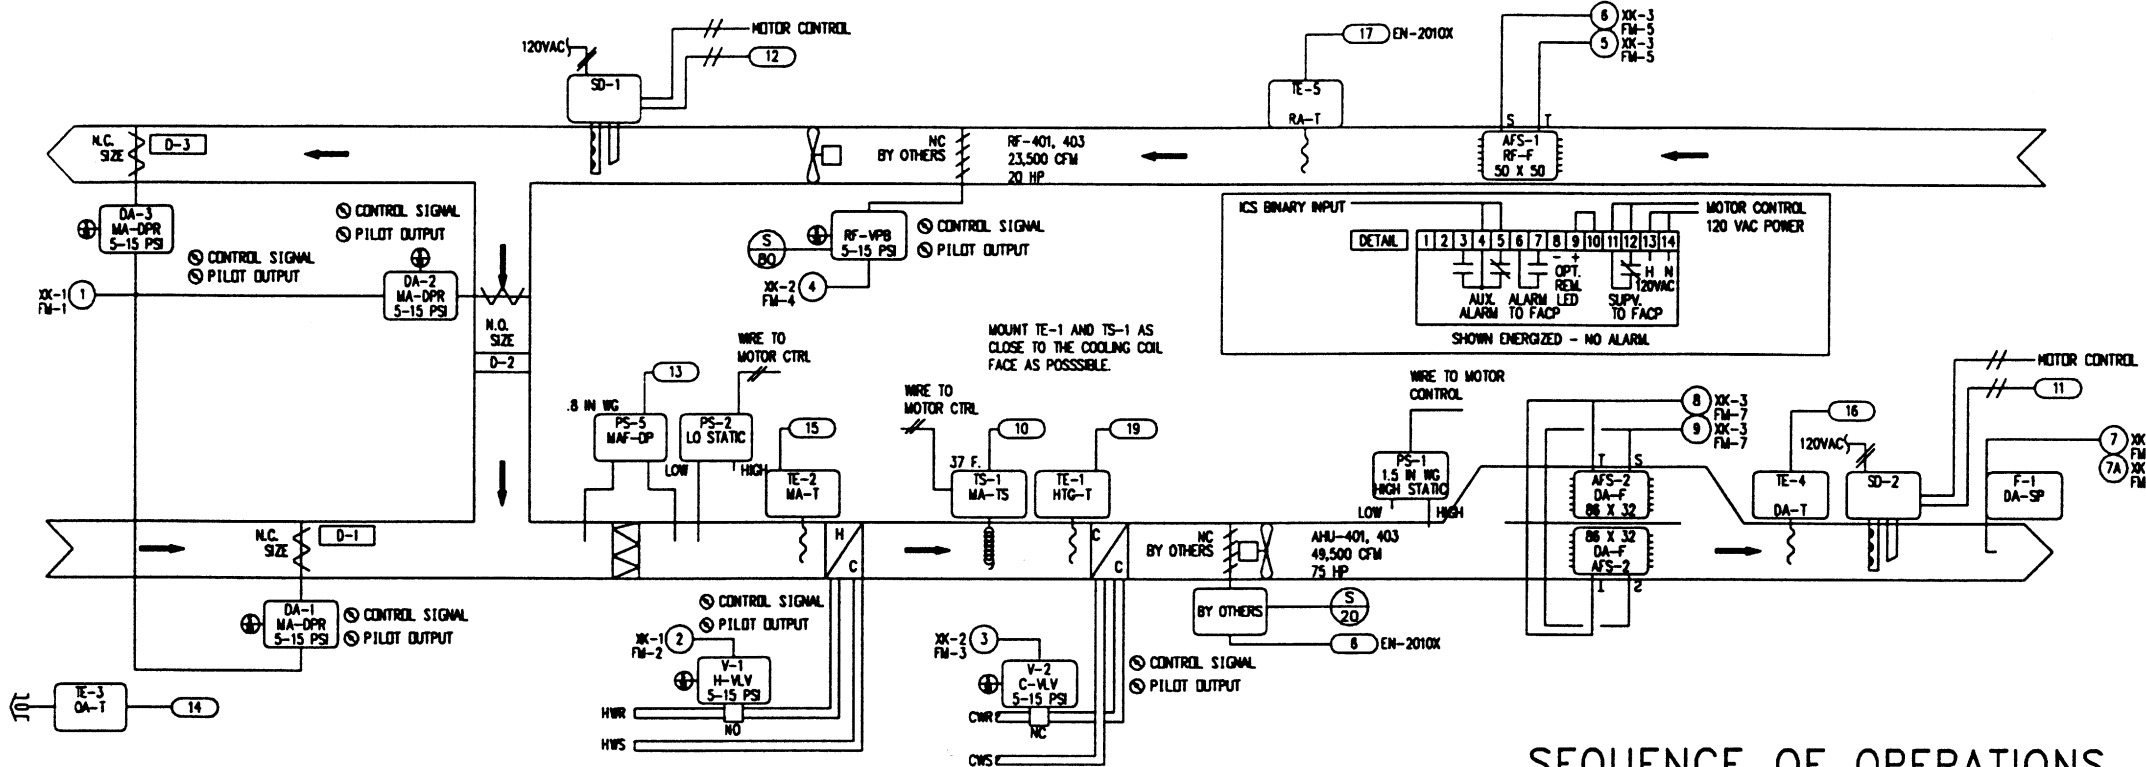 6 XK-3
FM-5
5 XK-3
FM-5
17 EN-2010X
MOTOR CONTROL
120VAC
12
SD-1
TE-5
RA-T
S T
N.C.
SIZE
D-3
NC
BY OTHERS
RF-401, 403
23,500 CFM
20 HP
AFS-1
RF-F
50 X 50
DA-3
MA-DPR
5-15 PSI
CONTROL SIGNAL
PILOT OUTPUT
CONTROL SIGNAL
PILOT OUTPUT
DA-2
MA-DPR
5-15 PSI
XK-1
FM-1
1
N.O.
SIZE
D-2
S
80
RF-VPB
5-15 PSI
CONTROL SIGNAL
PILOT OUTPUT
XK-2
FM-4
4
ICS BINARY INPUT
MOTOR CONTROL
120 VAC POWER
DETAIL
1 2 3 4 5 6 7 8 9 10 11 12 13 14
- +
OPT.
REM.
LED
H N
120VAC
AUX.
ALARM
ALARM
TO FACP
SUPV.
TO FACP
SHOWN ENERGIZED - NO ALARM.
MOUNT TE-1 AND TS-1 AS
CLOSE TO THE COOLING COIL
FACE AS POSSSIBLE.
WIRE TO
MOTOR CTRL
13
.8 IN WG
PS-5
MAF-DP
PS-2
LO STATIC
LOW
HIGH
15
TE-2
MA-T
WIRE TO
MOTOR CTRL
10
37 F.
TS-1
MA-TS
19
TE-1
HTG-T
WIRE TO MOTOR
CONTROL
PS-1
1.5 IN WG
HIGH STATIC
LOW
HIGH
8 XK-3
FM-7
9 XK-3
FM-7
T S
AFS-2
DA-F
86 X 32
86 X 32
DA-F
AFS-2
T S
16
TE-4
DA-T
MOTOR CONTROL
11
120VAC
SD-2
7 XK
FM
7A XK
FM
F-1
DA-SP
N.C.
SIZE
D-1
H
C
C
C
NC
BY OTHERS
AHU-401, 403
49,500 CFM
75 HP
DA-1
MA-DPR
5-15 PSI
CONTROL SIGNAL
PILOT OUTPUT
CONTROL SIGNAL
PILOT OUTPUT
XK-1
FM-2
2
V-1
H-VLV
5-15 PSI
HWR
NO
HWS
XK-2
FM-3
3
V-2
C-VLV
5-15 PSI
CWR
NC
CWS
CONTROL SIGNAL
PILOT OUTPUT
BY OTHERS
S
20
6 EN-2010X
TE-3
OA-T
14
SEQUENCE OF OPERATIONS